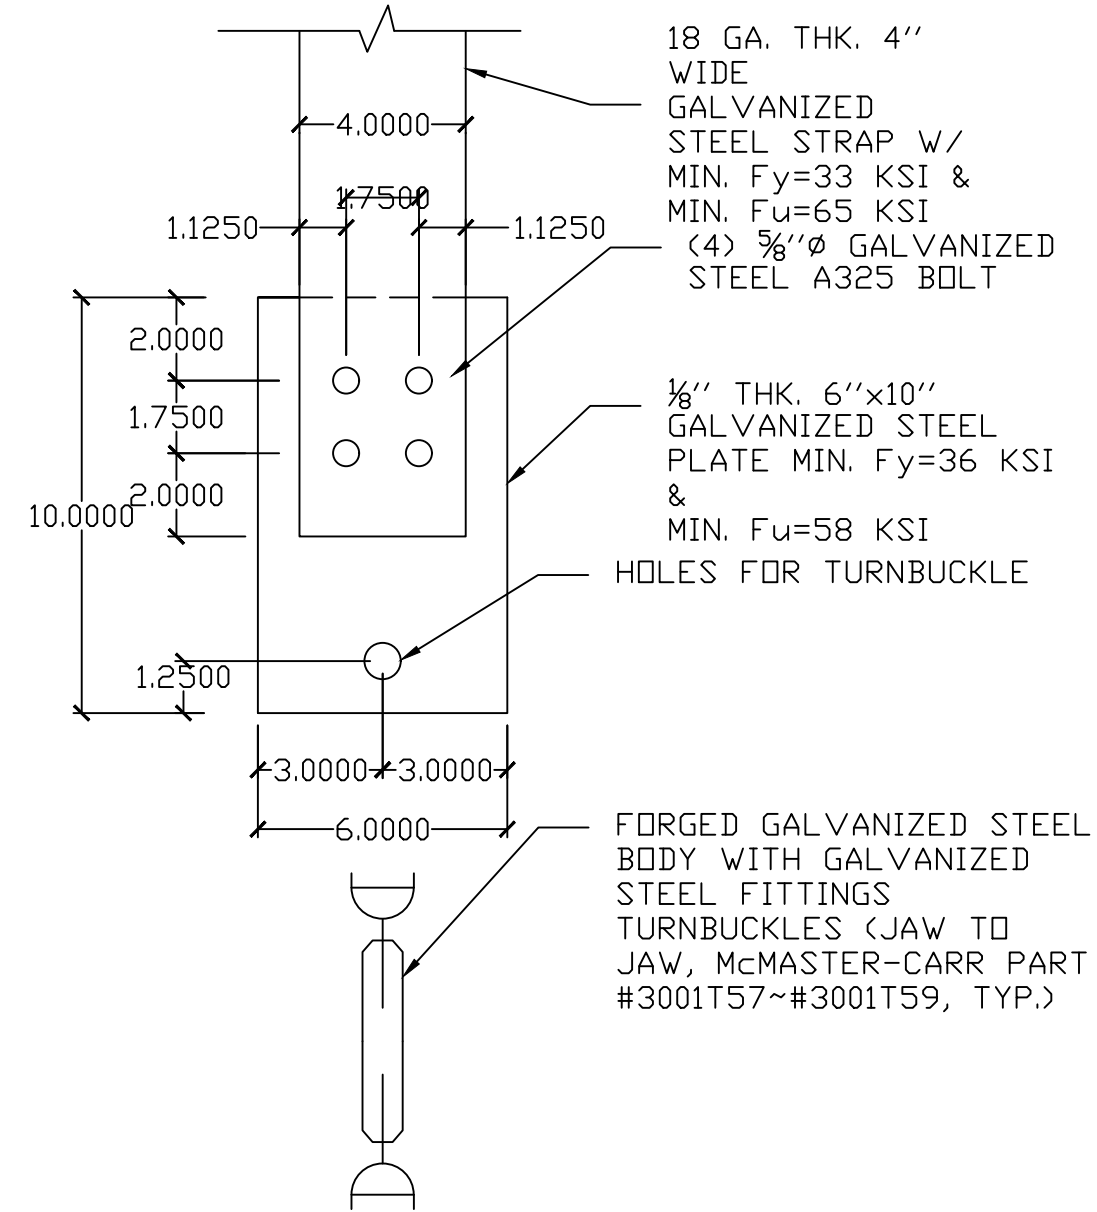 18 GA. THK. 4''
WIDE
GALVANIZED
STEEL STRAP W/
MIN. Fy=33 KSI &
MIN. Fu=65 KSI
4.0000
1.7500
1.1250
1.1250
(4) ⅝''Ø GALVANIZED
STEEL A325 BOLT
2.0000
1.7500
2.0000
10.0000
⅛'' THK. 6''x10''
GALVANIZED STEEL
PLATE MIN. Fy=36 KSI
&
MIN. Fu=58 KSI
HOLES FOR TURNBUCKLE
1.2500
3.0000
3.0000
6.0000
FORGED GALVANIZED STEEL
BODY WITH GALVANIZED
STEEL FITTINGS
TURNBUCKLES (JAW TO
JAW, McMASTER-CARR PART
#3001T57~#3001T59, TYP.)